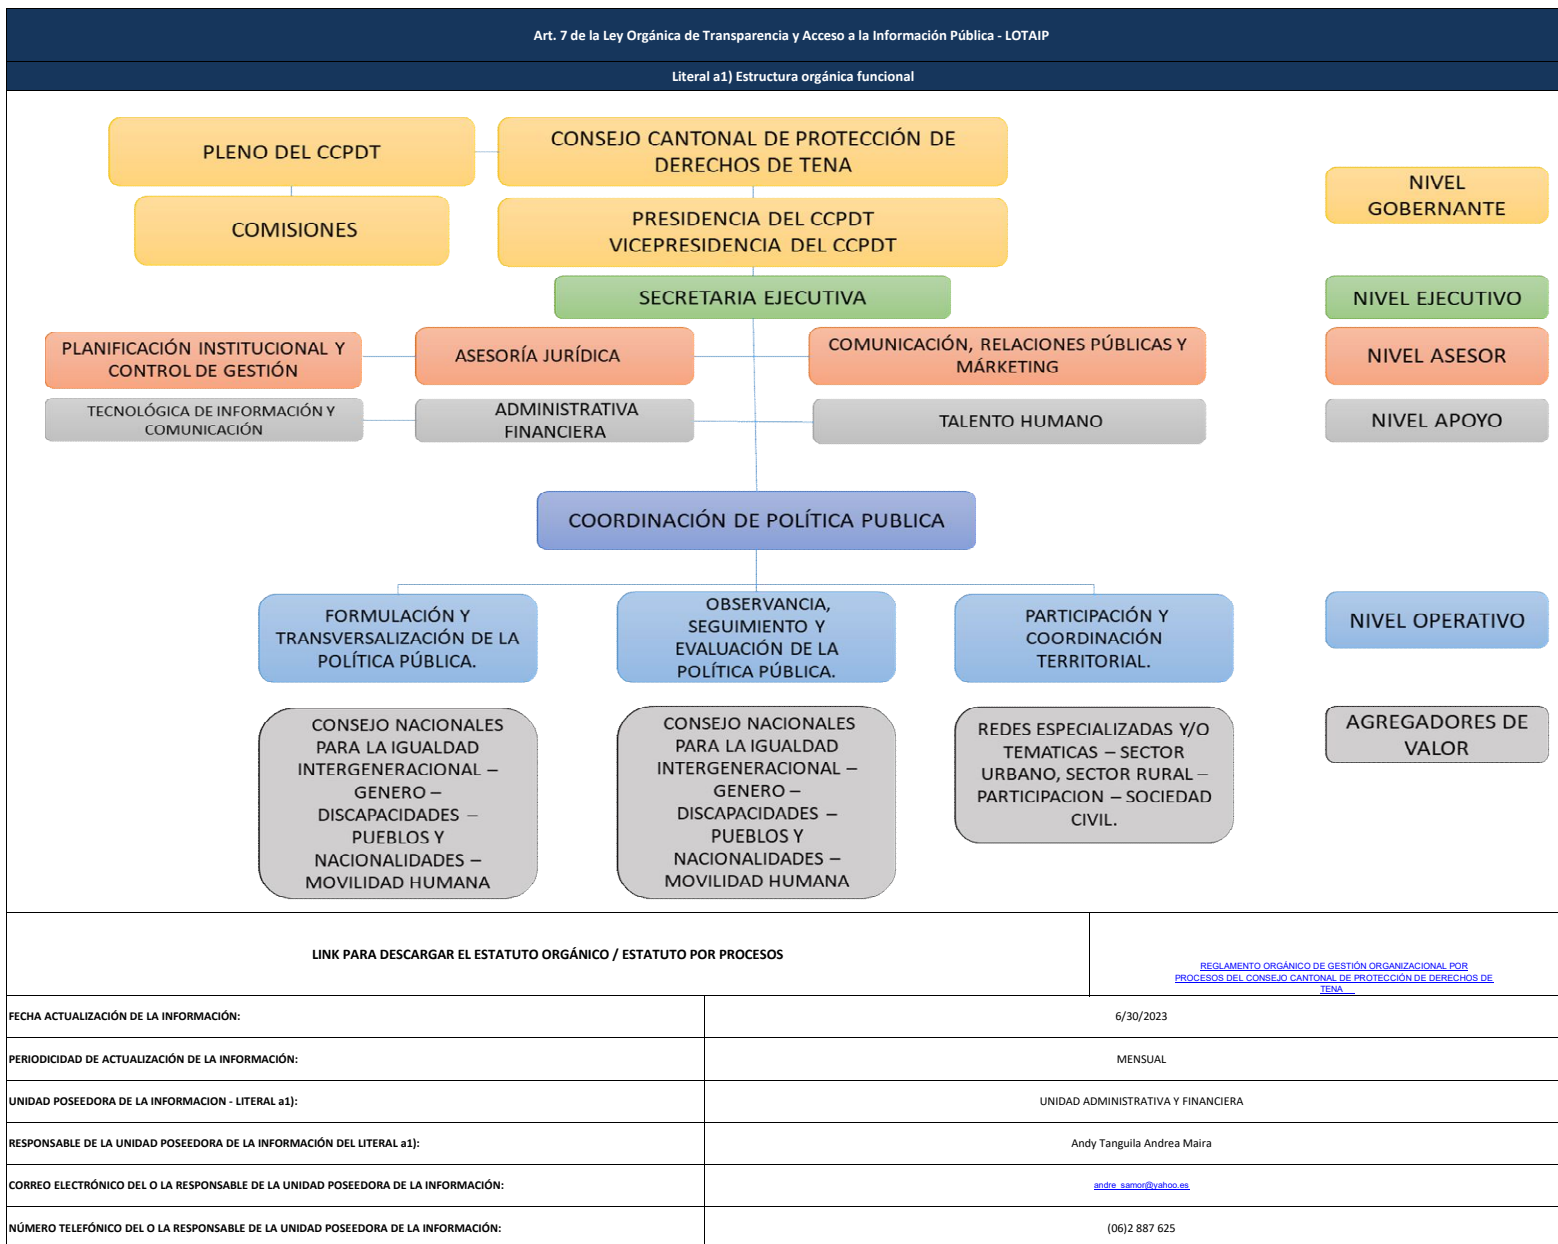 Art. 7 de la Ley Orgánica de Transparencia y Acceso a la Información Pública - LOTAIP
Literal a1) Estructura orgánica funcional
PLENO DEL CCPDT
CONSEJO CANTONAL DE PROTECCIÓN DE
DERECHOS DE TENA
NIVEL
GOBERNANTE
COMISIONES
PRESIDENCIA DEL CCPDT
VICEPRESIDENCIA DEL CCPDT
SECRETARIA EJECUTIVA
NIVEL EJECUTIVO
PLANIFICACIÓN INSTITUCIONAL Y
CONTROL DE GESTIÓN
ASESORÍA JURÍDICA
COMUNICACIÓN, RELACIONES PÚBLICAS Y
MÁRKETING
NIVEL ASESOR
TECNOLÓGICA DE INFORMACIÓN Y
COMUNICACIÓN
ADMINISTRATIVA
FINANCIERA
TALENTO HUMANO
NIVEL APOYO
COORDINACIÓN DE POLÍTICA PUBLICA
FORMULACIÓN Y
TRANSVERSALIZACIÓN DE LA
POLÍTICA PÚBLICA.
OBSERVANCIA,
SEGUIMIENTO Y
EVALUACIÓN DE LA
POLÍTICA PÚBLICA.
PARTICIPACIÓN Y
COORDINACIÓN
TERRITORIAL.
NIVEL OPERATIVO
CONSEJO NACIONALES
PARA LA IGUALDAD
INTERGENERACIONAL –
GENERO –
DISCAPACIDADES –
PUEBLOS Y
NACIONALIDADES –
MOVILIDAD HUMANA
CONSEJO NACIONALES
PARA LA IGUALDAD
INTERGENERACIONAL –
GENERO –
DISCAPACIDADES –
PUEBLOS Y
NACIONALIDADES –
MOVILIDAD HUMANA
REDES ESPECIALIZADAS Y/O
TEMATICAS – SECTOR
URBANO, SECTOR RURAL –
PARTICIPACION – SOCIEDAD
CIVIL.
AGREGADORES DE
VALOR
LINK PARA DESCARGAR EL ESTATUTO ORGÁNICO / ESTATUTO POR PROCESOS
REGLAMENTO ORGÁNICO DE GESTIÓN ORGANIZACIONAL POR
PROCESOS DEL CONSEJO CANTONAL DE PROTECCIÓN DE DERECHOS DE
TENA
FECHA ACTUALIZACIÓN DE LA INFORMACIÓN:
6/30/2023
PERIODICIDAD DE ACTUALIZACIÓN DE LA INFORMACIÓN:
MENSUAL
UNIDAD POSEEDORA DE LA INFORMACION - LITERAL a1):
UNIDAD ADMINISTRATIVA Y FINANCIERA
RESPONSABLE DE LA UNIDAD POSEEDORA DE LA INFORMACIÓN DEL LITERAL a1):
Andy Tanguila Andrea Maira
CORREO ELECTRÓNICO DEL O LA RESPONSABLE DE LA UNIDAD POSEEDORA DE LA INFORMACIÓN:
andre_samor@yahoo.es
NÚMERO TELEFÓNICO DEL O LA RESPONSABLE DE LA UNIDAD POSEEDORA DE LA INFORMACIÓN:
(06)2 887 625